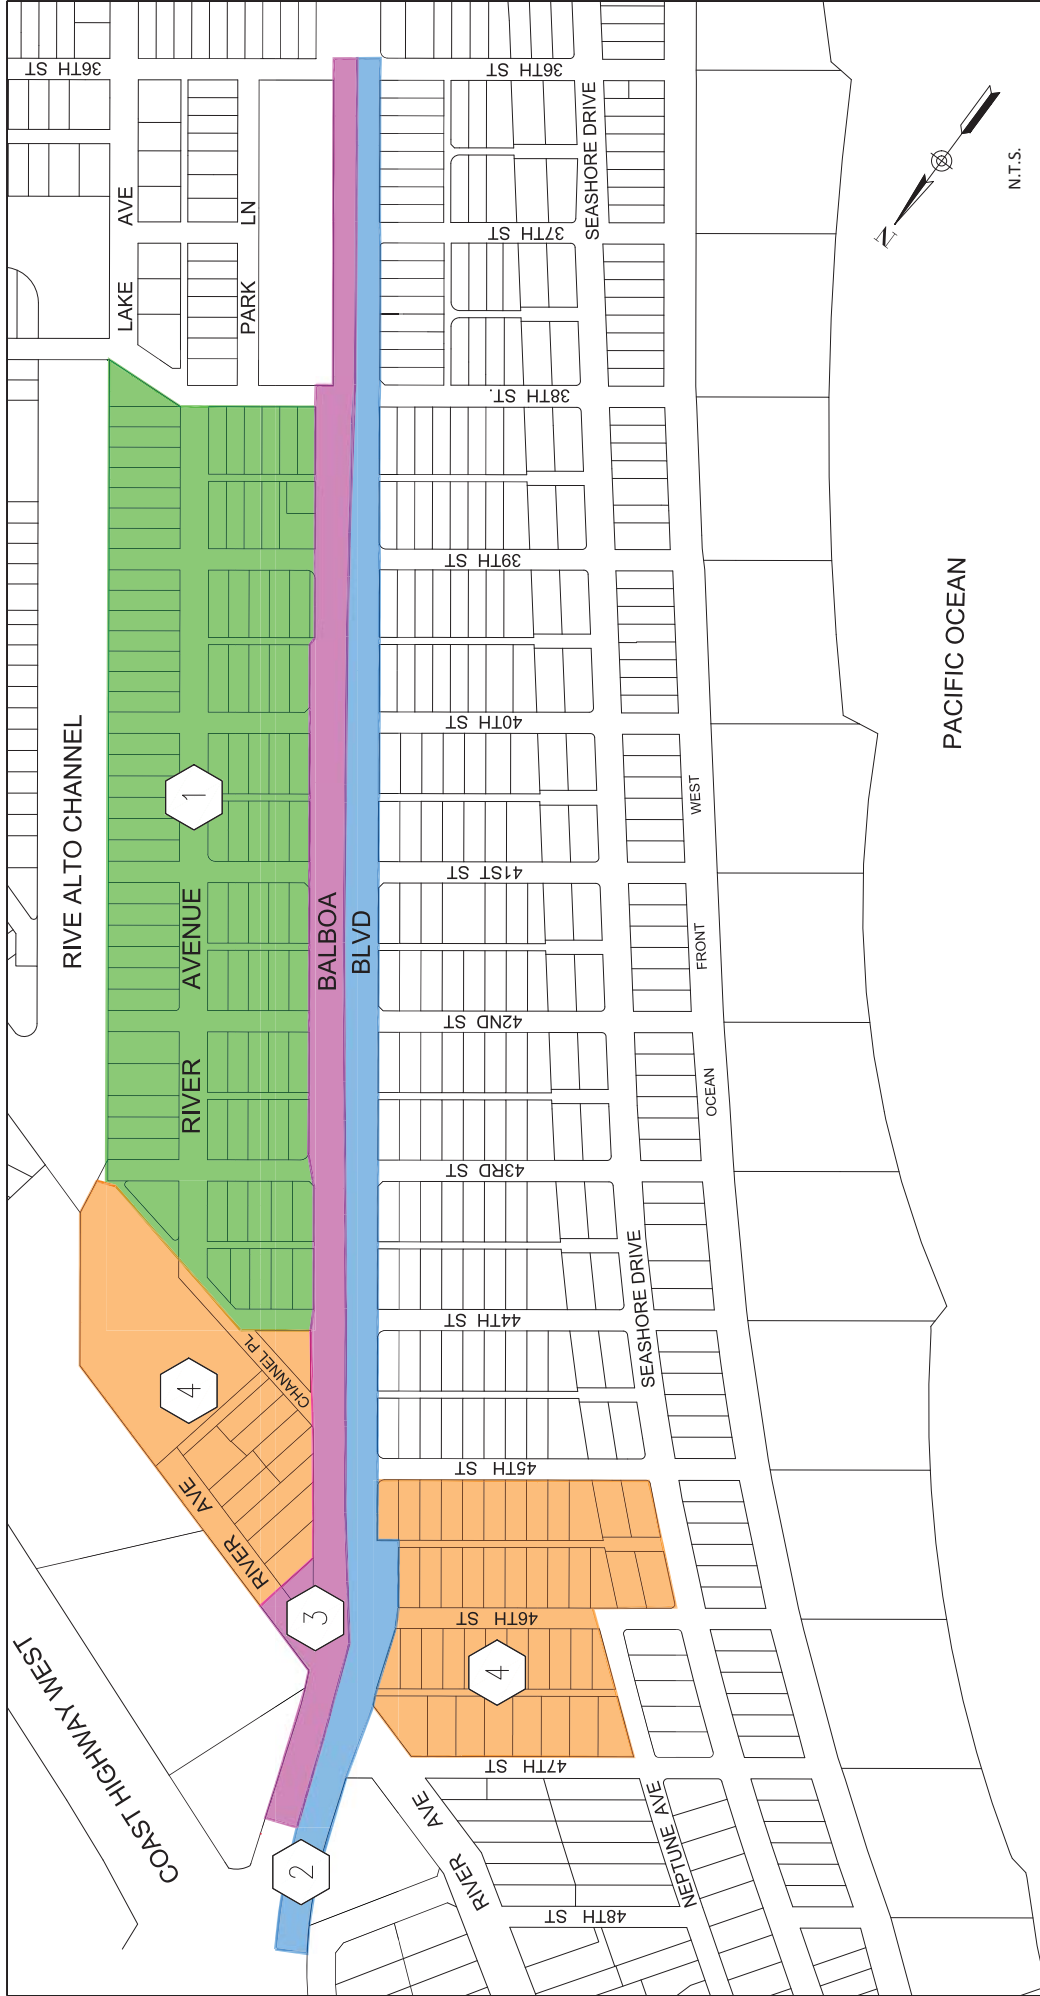 36TH ST
36TH ST
SEASHORE DRIVE
LAKE AVE
PARK LN
37TH ST
38TH ST.
N
N.T.S.
39TH ST
40TH ST
41ST ST
42ND ST
43RD ST
44TH ST
45TH ST
46TH ST
47TH ST
48TH ST
RIVE ALTO CHANNEL
RIVER AVENUE
1
BALBOA
BLVD
OCEAN FRONT WEST
PACIFIC OCEAN
SEASHORE DRIVE
CHANNEL PL
4
RIVER AVE
3
4
2
COAST HIGHWAY WEST
RIVER AVE
NEPTUNE AVE